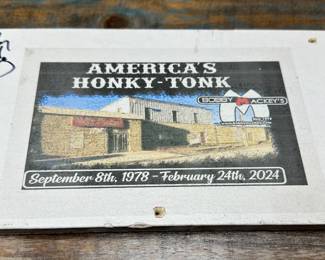 AMERICA'S
HONKY-TONK
BOBBY MACKEY'S
September 8th, 1978 - February 24th, 2024